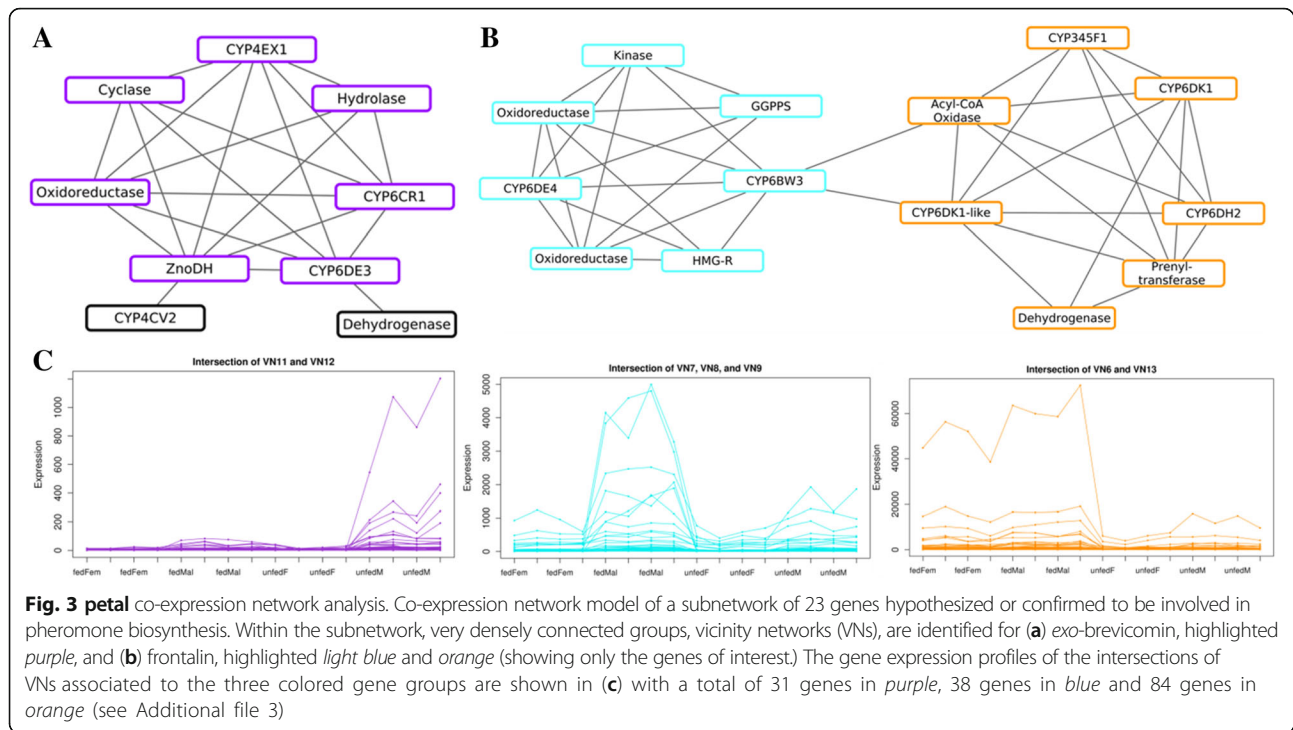 A
CYP4EX1
Cyclase
Hydrolase
Oxidoreductase
CYP6CR1
ZnoDH
CYP6DE3
CYP4CV2
Dehydrogenase
B
Kinase
Oxidoreductase
GGPPS
CYP6DE4
CYP6BW3
Oxidoreductase
HMG-R
CYP345F1
CYP6DK1
Acyl-CoA
Oxidase
CYP6DK1-like
CYP6DH2
Prenyl-
transferase
Dehydrogenase
C
Intersection of VN11 and VN12
Expression
0 200 400 600 800 1000
fedFem fedFem fedMal fedMal unfedF unfedF unfedM unfedM
Intersection of VN7, VN8, and VN9
Expression
0 1000 2000 3000 4000 5000
fedFem fedFem fedMal fedMal unfedF unfedF unfedM unfedM
Intersection of VN6 and VN13
Expression
0 20000 40000 60000
fedFem fedFem fedMal fedMal unfedF unfedF unfedM unfedM
Fig. 3 petal co-expression network analysis. Co-expression network model of a subnetwork of 23 genes hypothesized or confirmed to be involved in
pheromone biosynthesis. Within the subnetwork, very densely connected groups, vicinity networks (VNs), are identified for (a) exo-brevicomin, highlighted
purple, and (b) frontalin, highlighted light blue and orange (showing only the genes of interest.) The gene expression profiles of the intersections of
VNs associated to the three colored gene groups are shown in (c) with a total of 31 genes in purple, 38 genes in blue and 84 genes in
orange (see Additional file 3)